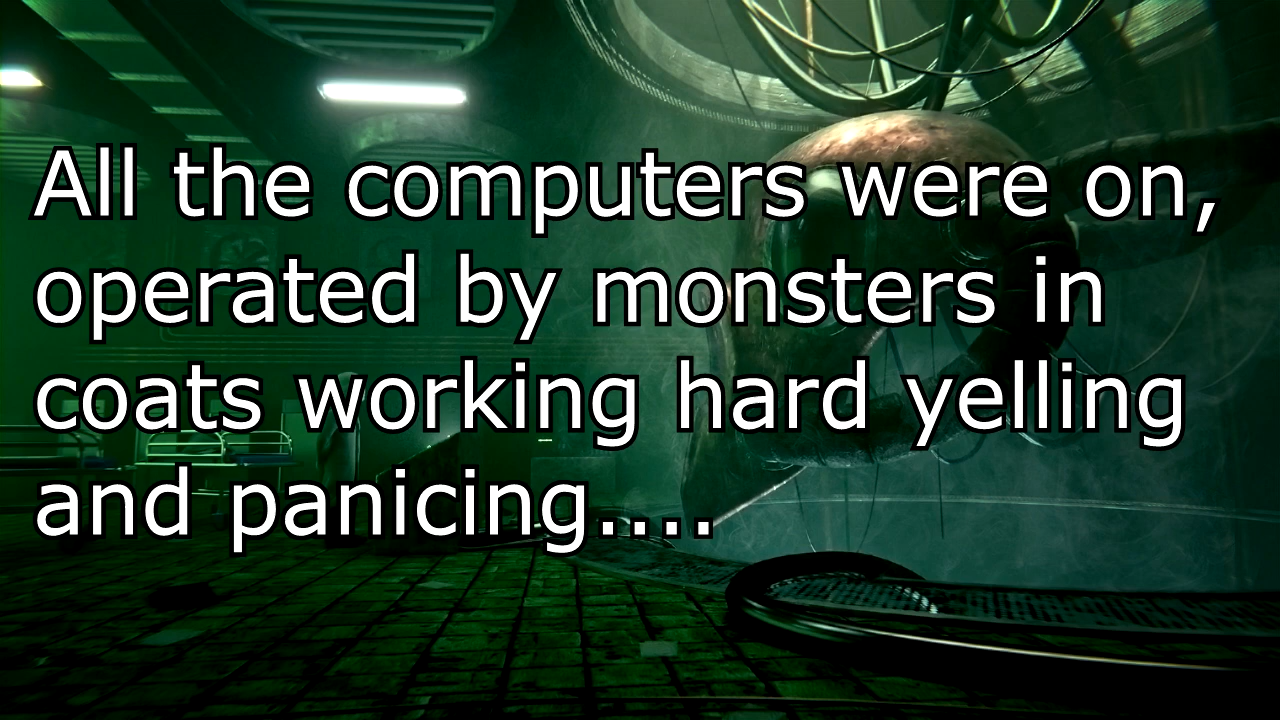 All the computers were on,
operated by monsters in
coats working hard yelling
and panicing....